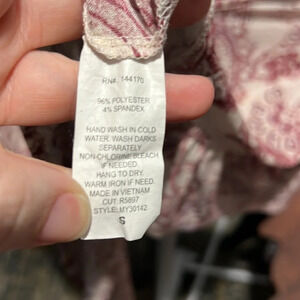 RN#. 144170
96% POLYESTER
4% SPANDEX
HAND WASH IN COLD
WATER. WASH DARKS
SEPARATELY
NON-CHLORINE BLEACH
IF NEEDED.
HANG TO DRY.
WARM IRON IF NEED.
MADE IN VIETNAM
CUT: R5897
STYLE: MY30142
S